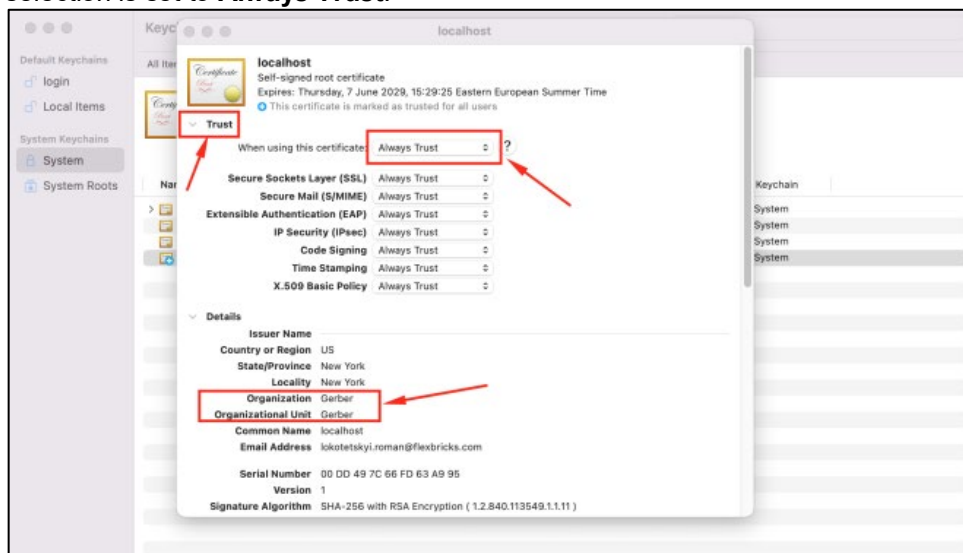 selection is set to Always Trust.
localhost
Default Keychains
login
Local Items
System Keychains
System
System Roots
localhost
Self-signed root certificate
Expires: Thursday, 7 June 2029, 15:29:25 Eastern European Summer Time
This certificate is marked as trusted for all users
Trust
When using this certificate: Always Trust ?
Secure Sockets Layer (SSL) Always Trust
Secure Mail (S/MIME) Always Trust
Extensible Authentication (EAP) Always Trust
IP Security (IPsec) Always Trust
Code Signing Always Trust
Time Stamping Always Trust
X.509 Basic Policy Always Trust
Details
Issuer Name
Country or Region US
State/Province New York
Locality New York
Organization Gerber
Organizational Unit Gerber
Common Name localhost
Email Address lokotetskyi.roman@flexbricks.com
Serial Number 00 DD 49 7C 66 FD 63 A9 95
Version 1
Signature Algorithm SHA-256 with RSA Encryption ( 1.2.840.113549.1.1.11 )
Keychain
System
System
System
System